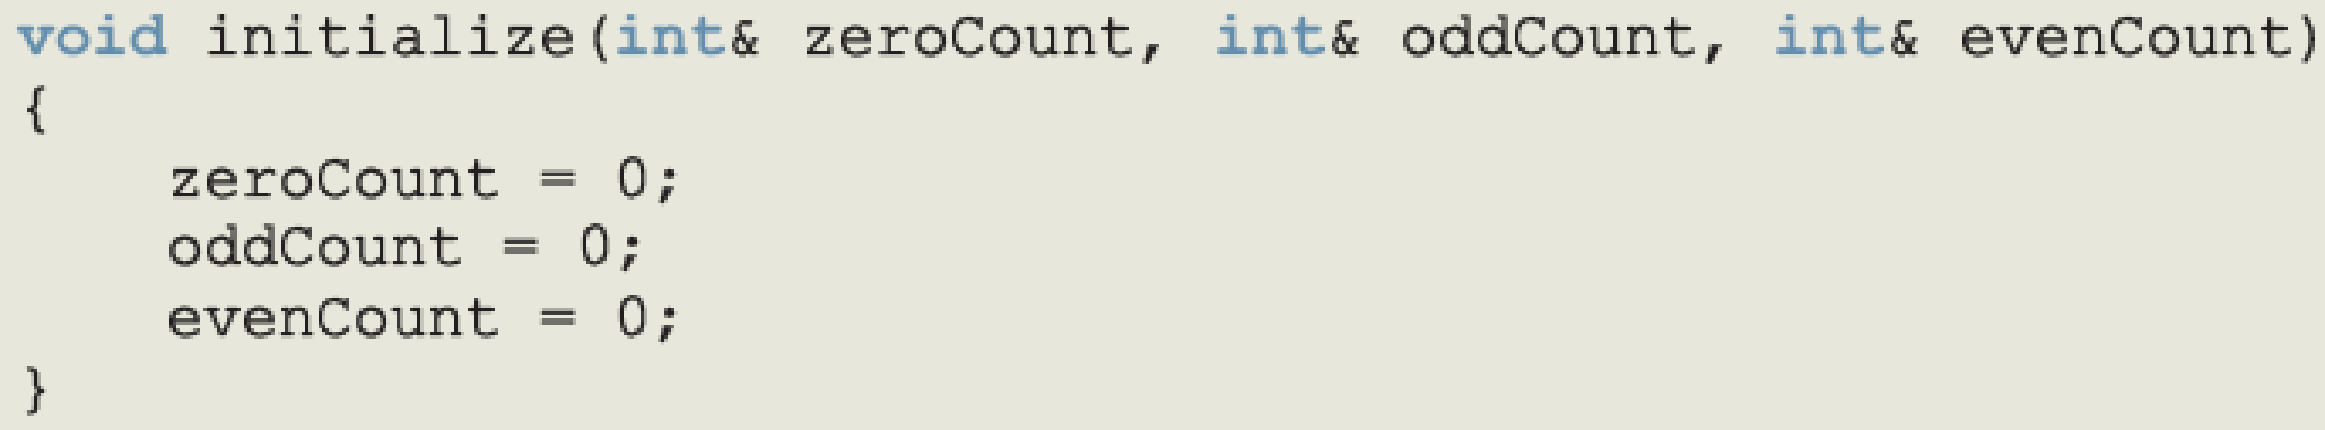 void initialize(int& zeroCount, int& oddCount, int& evenCount)
{
    zeroCount = 0;
    oddCount = 0;
    evenCount = 0;
}